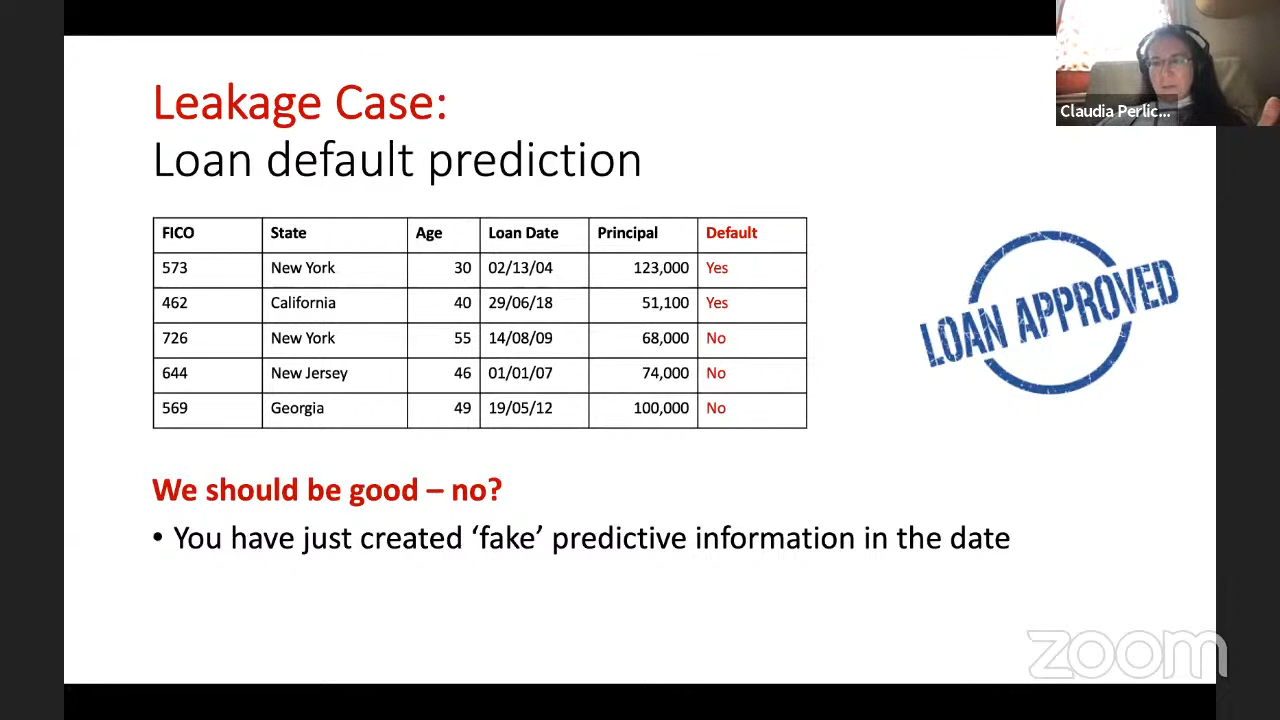 Claudia Perlic...
Leakage Case:
Loan default prediction
FICO State Age Loan Date Principal Default
573 New York 30 02/13/04 123,000 Yes
462 California 40 29/06/18 51,100 Yes
726 New York 55 14/08/09 68,000 No
644 New Jersey 46 01/01/07 74,000 No
569 Georgia 49 19/05/12 100,000 No
LOAN APPROVED
We should be good – no?
• You have just created ‘fake’ predictive information in the date
zoom